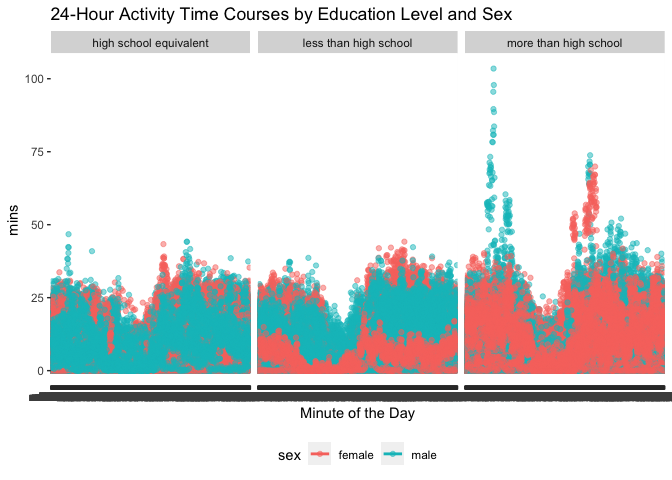 24-Hour Activity Time Courses by Education Level and Sex
high school equivalent
less than high school
more than high school
100
75
50
25
0
mins
Minute of the Day
sex
female
male